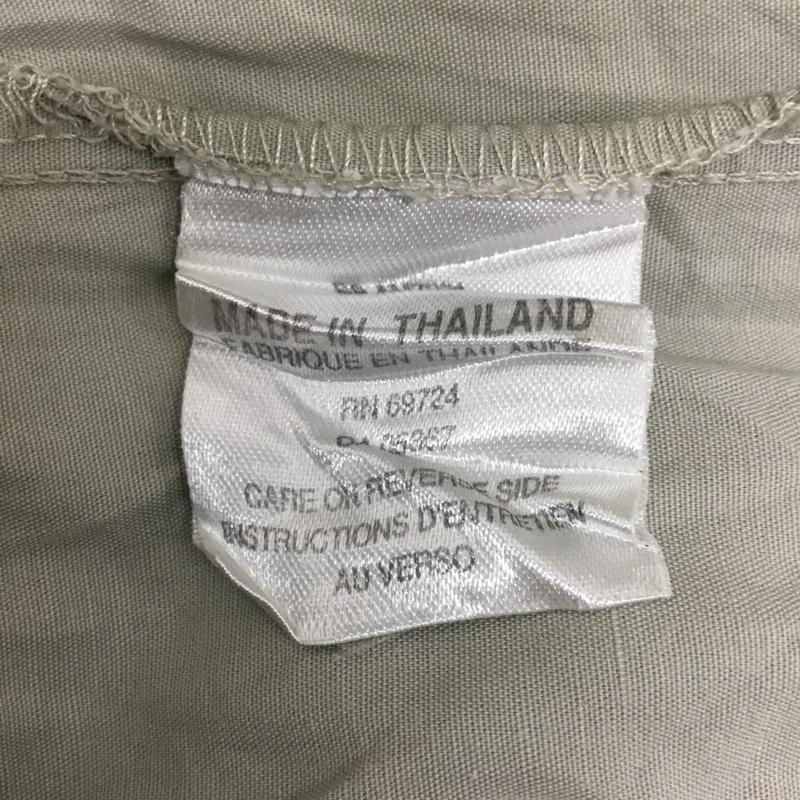 MADE IN THAILAND
FABRIQUE EN THAILANDE
RN 69724
CARE ON REVERSE SIDE
INSTRUCTIONS D'ENTRETIEN
AU VERSO